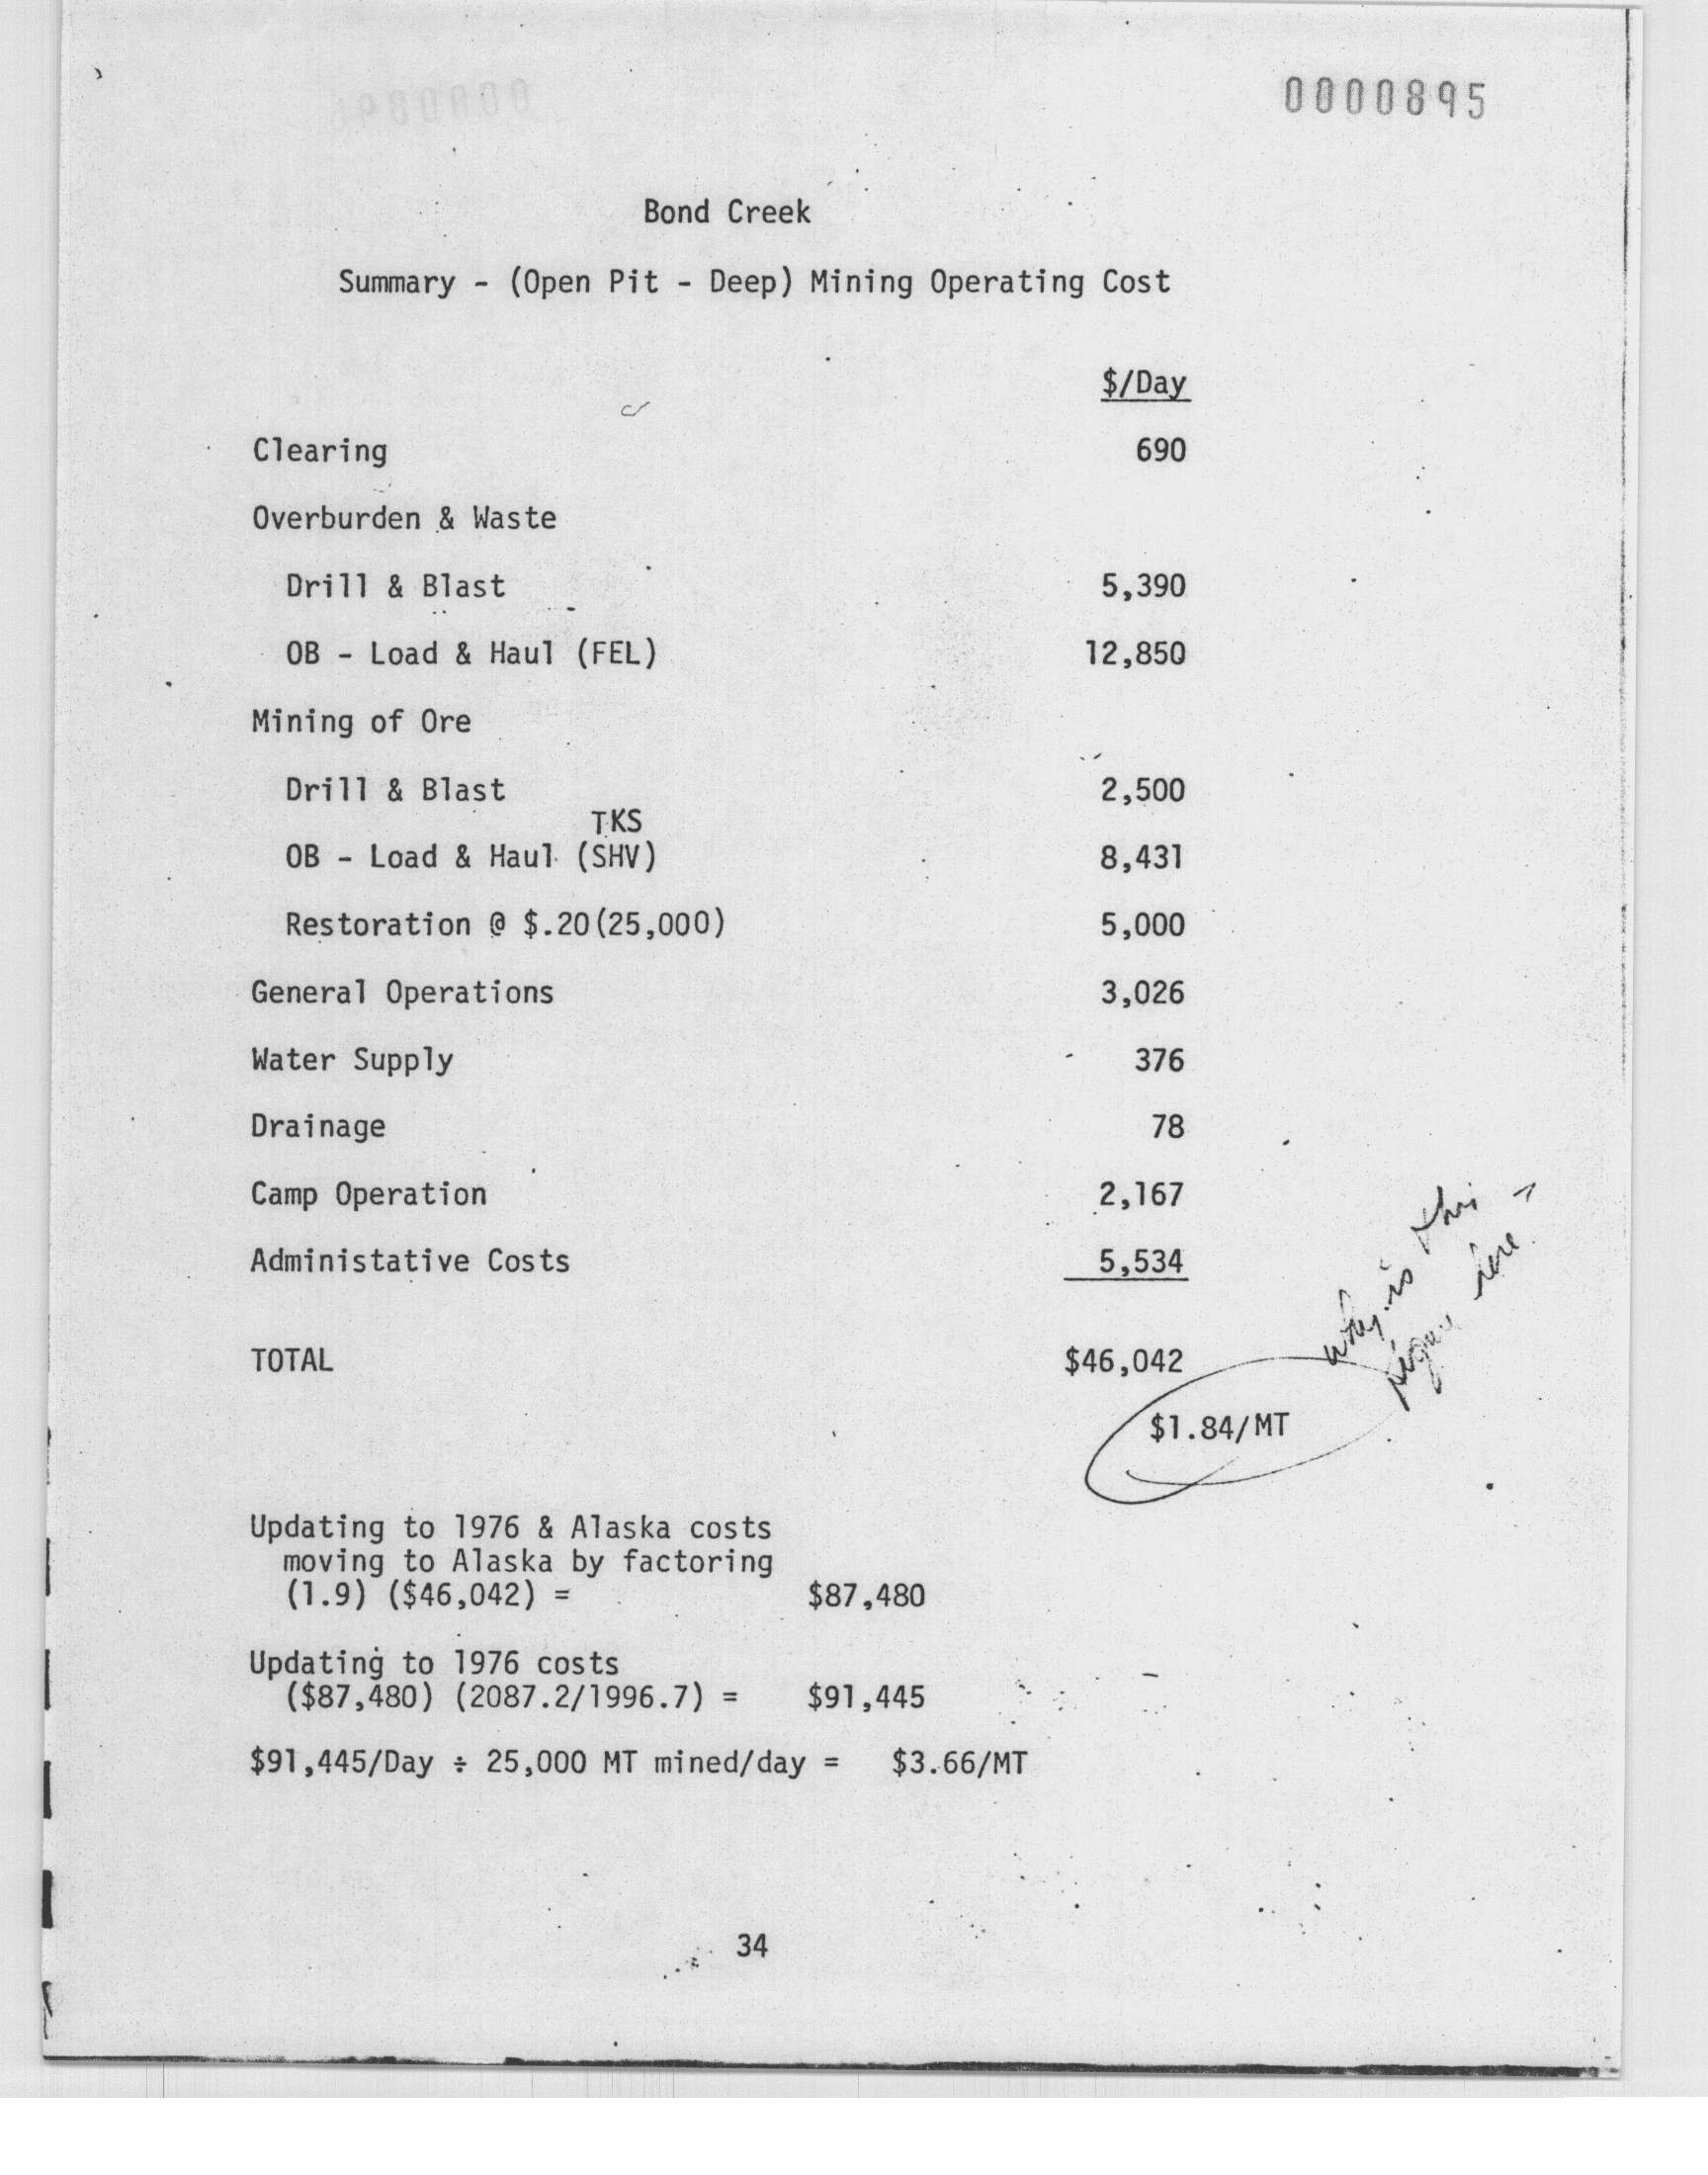 0000895
Bond Creek
Summary - (Open Pit - Deep) Mining Operating Cost
$/Day
Clearing 690
Overburden & Waste
Drill & Blast 5,390
OB - Load & Haul (FEL) 12,850
Mining of Ore
Drill & Blast 2,500
TKS
OB - Load & Haul (SHV) 8,431
Restoration @ $.20(25,000) 5,000
General Operations 3,026
Water Supply 376
Drainage 78
Camp Operation 2,167
Administative Costs 5,534
TOTAL $46,042
$1.84/MT
why is this
figure here
Updating to 1976 & Alaska costs
moving to Alaska by factoring
(1.9) ($46,042) = $87,480
Updating to 1976 costs
($87,480) (2087.2/1996.7) = $91,445
$91,445/Day ÷ 25,000 MT mined/day = $3.66/MT
34